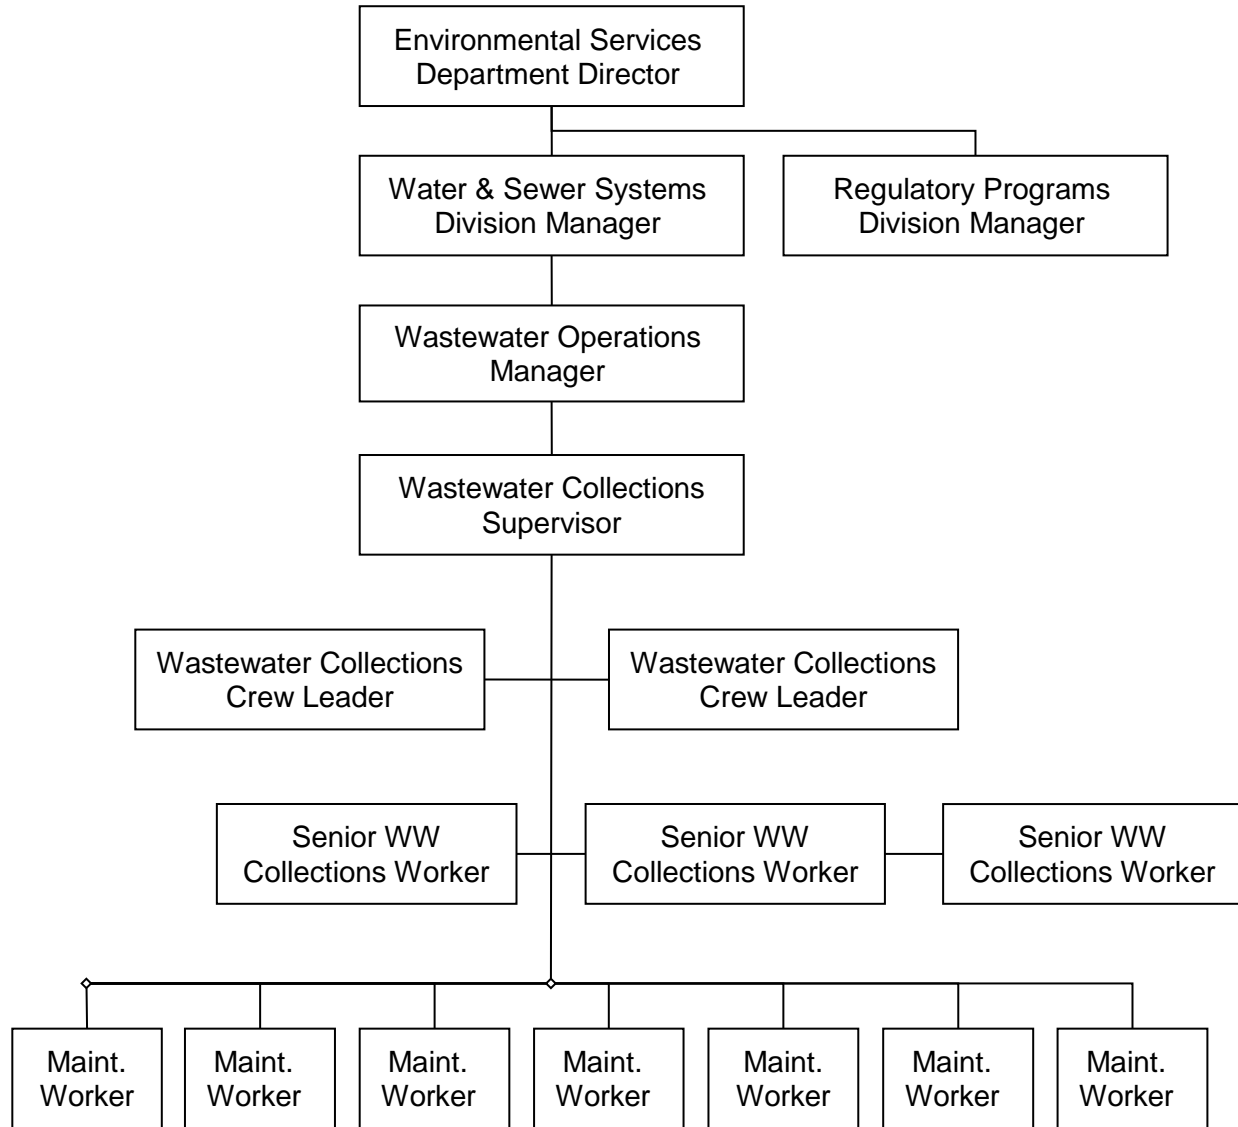 Environmental Services
Department Director
Water & Sewer Systems
Division Manager
Regulatory Programs
Division Manager
Wastewater Operations
Manager
Wastewater Collections
Supervisor
Wastewater Collections
Crew Leader
Wastewater Collections
Crew Leader
Senior WW
Collections Worker
Senior WW
Collections Worker
Senior WW
Collections Worker
Maint.
Worker
Maint.
Worker
Maint.
Worker
Maint.
Worker
Maint.
Worker
Maint.
Worker
Maint.
Worker